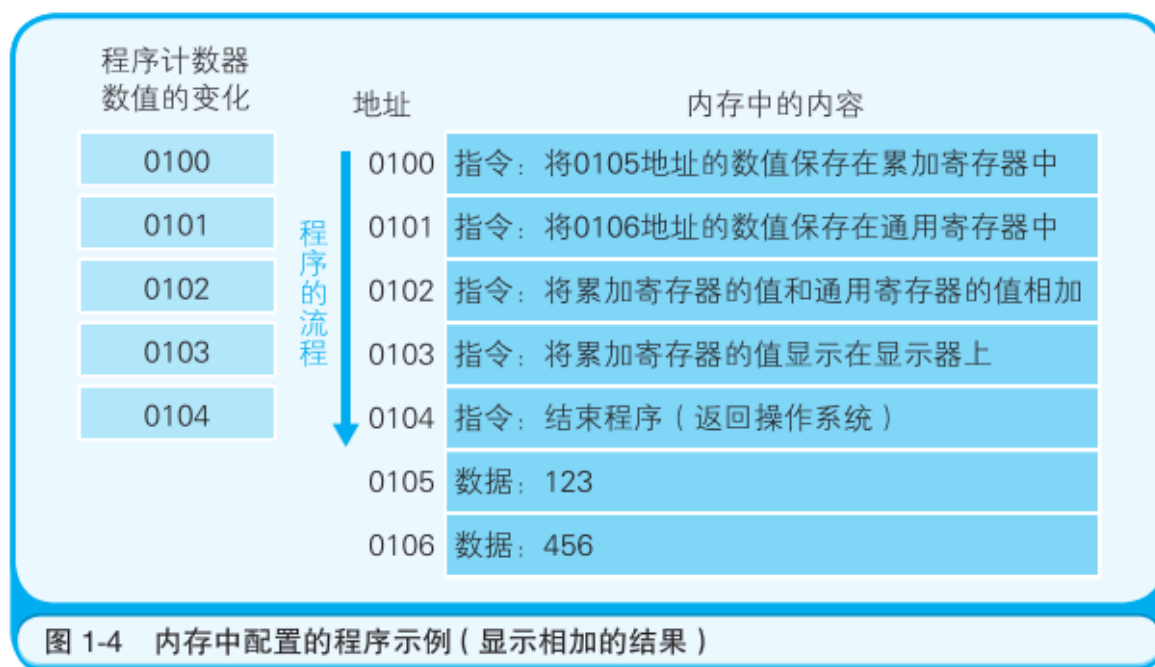 程序计数器
数值的变化
地址
内存中的内容
0100
0101
0102
0103
0104
程序的流程
0100 指令：将0105地址的数值保存在累加寄存器中
0101 指令：将0106地址的数值保存在通用寄存器中
0102 指令：将累加寄存器的值和通用寄存器的值相加
0103 指令：将累加寄存器的值显示在显示器上
0104 指令：结束程序（返回操作系统）
0105 数据：123
0106 数据：456
图 1-4 内存中配置的程序示例（显示相加的结果）